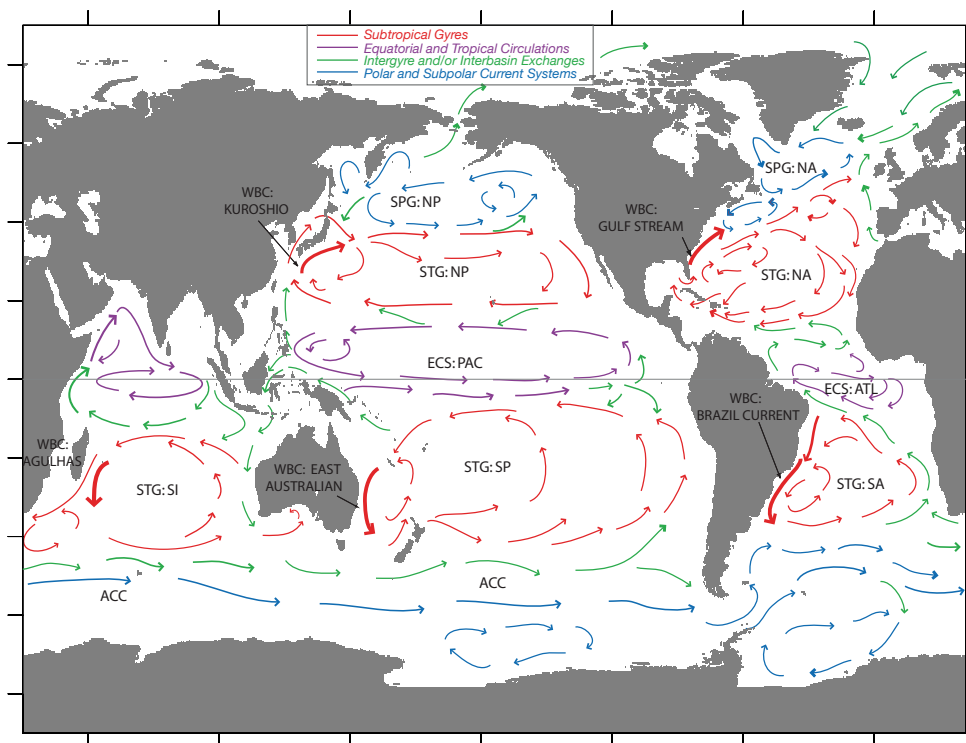 Subtropical Gyres
Equatorial and Tropical Circulations
Intergyre and/or Interbasin Exchanges
Polar and Subpolar Current Systems
SPG: NA
WBC:
KUROSHIO
SPG: NP
WBC:
GULF STREAM
STG: NP
STG: NA
ECS: PAC
ECS: ATL
WBC:
BRAZIL CURRENT
WBC:
AGULHAS
WBC: EAST
AUSTRALIAN
STG: SP
STG: SI
STG: SA
ACC
ACC